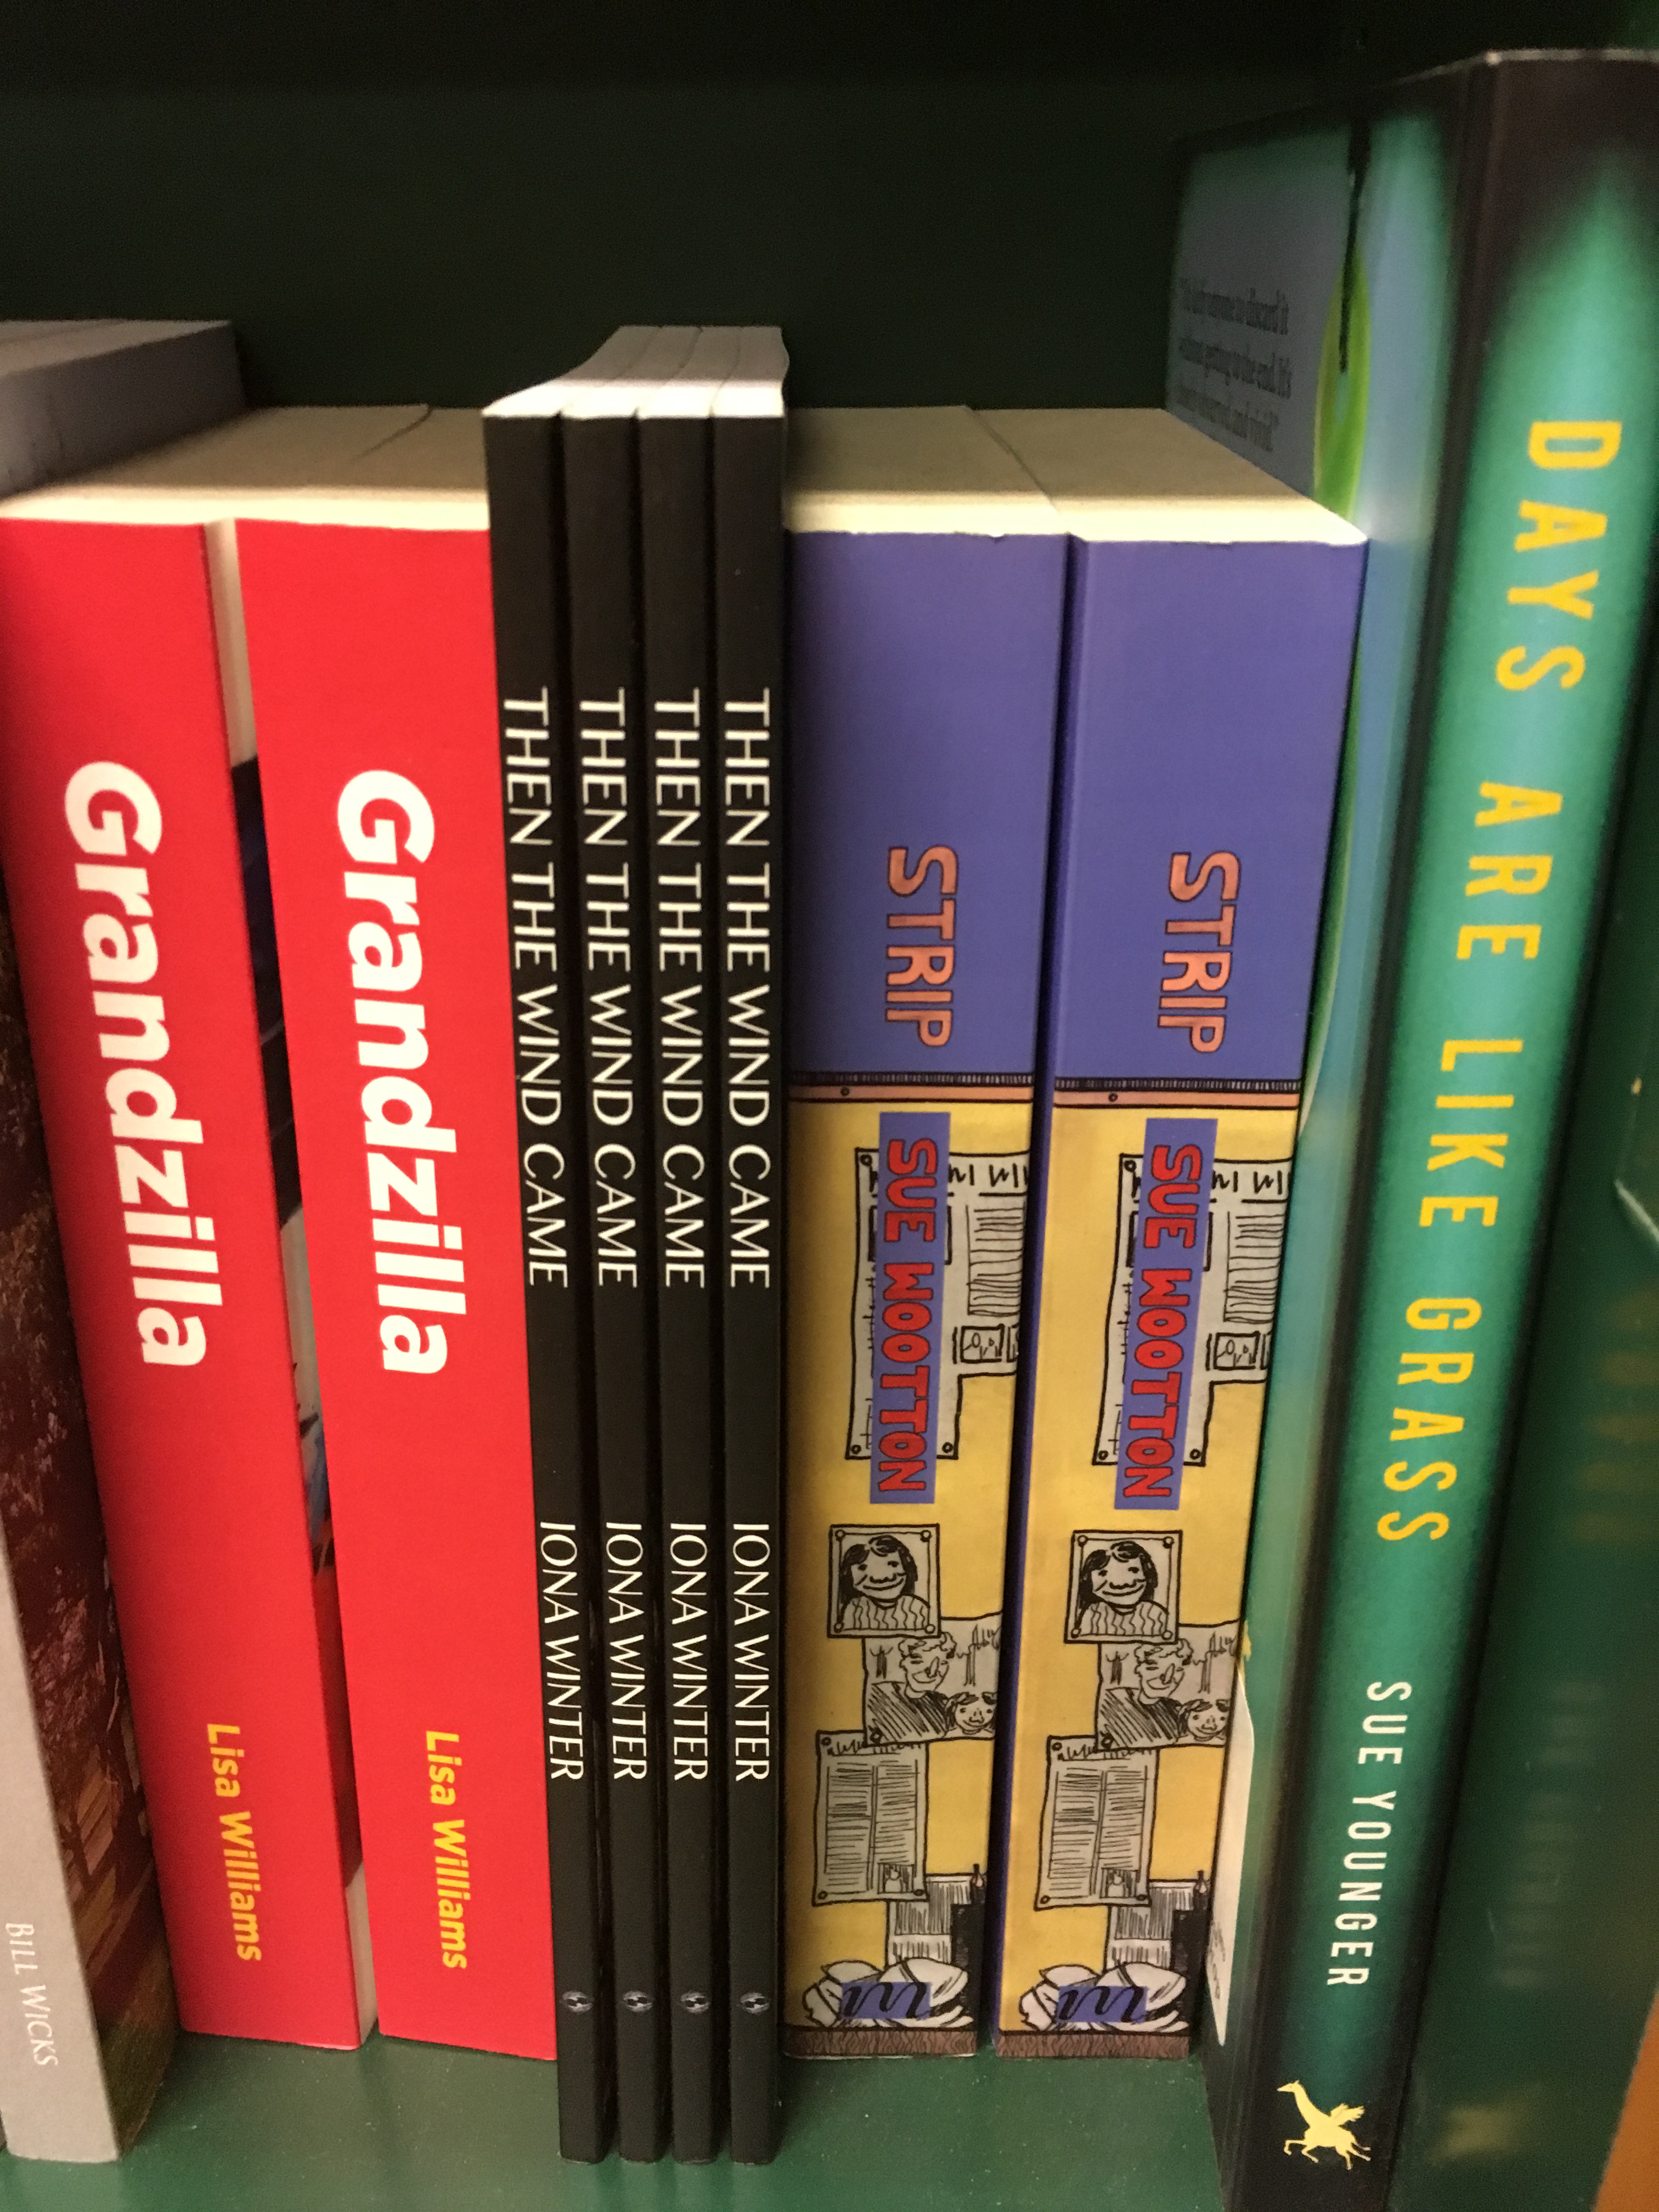 BILL WICKS
Grandzilla
Lisa Williams
Grandzilla
Lisa Williams
THEN THE WIND CAME
IONA WINTER
THEN THE WIND CAME
IONA WINTER
THEN THE WIND CAME
IONA WINTER
THEN THE WIND CAME
IONA WINTER
STRIP
SUE WOOTTON
STRIP
SUE WOOTTON
DAYS ARE LIKE GRASS
SUE YOUNGER